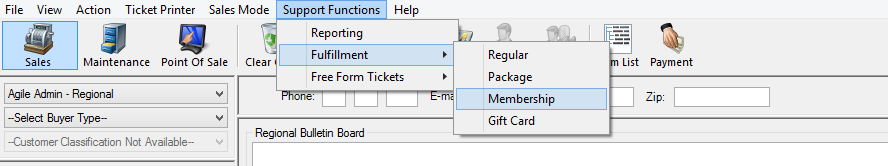 File View Action Ticket Printer Sales Mode Support Functions Help
Reporting
Fulfillment
Free Form Tickets
Regular
Package
Membership
Gift Card
Sales Maintenance Point Of Sale Clear List Payment
Agile Admin - Regional
--Select Buyer Type--
--Customer Classification Not Available--
Phone: Zip:
Regional Bulletin Board